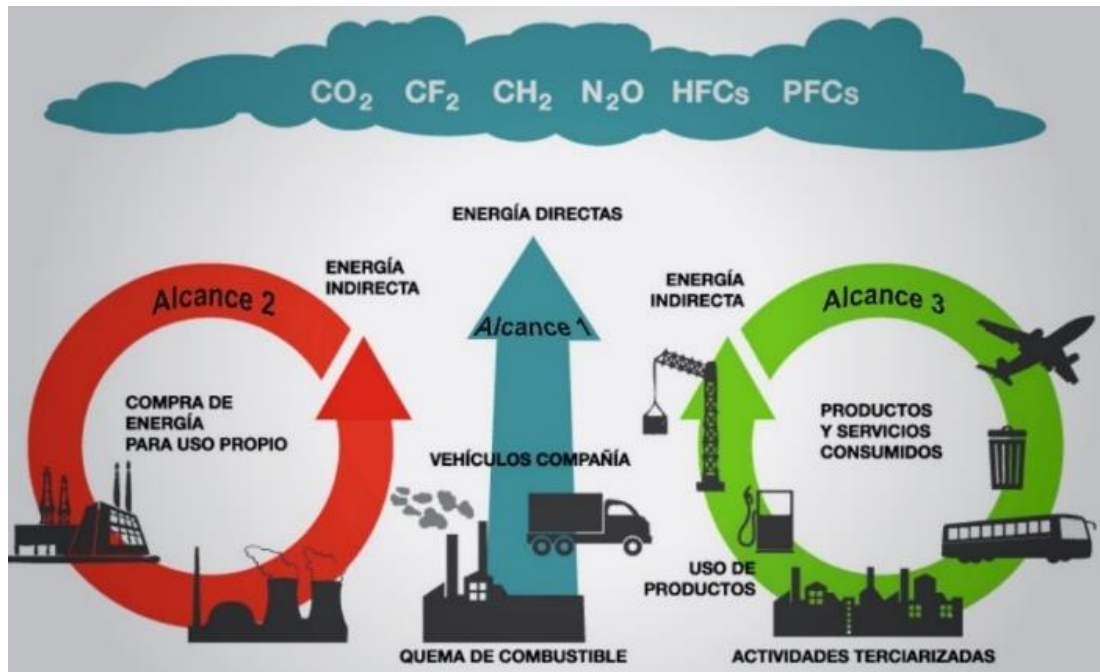 CO₂ CF₂ CH₂ N₂O HFCs PFCs
ENERGÍA DIRECTAS
Alcance 2
ENERGÍA
INDIRECTA
COMPRA DE
ENERGÍA
PARA USO PROPIO
Alcance 1
VEHÍCULOS COMPAÑÍA
QUEMA DE COMBUSTIBLE
ENERGÍA
INDIRECTA
Alcance 3
PRODUCTOS
Y SERVICIOS
CONSUMIDOS
USO DE
PRODUCTOS
ACTIVIDADES TERCIARIZADAS